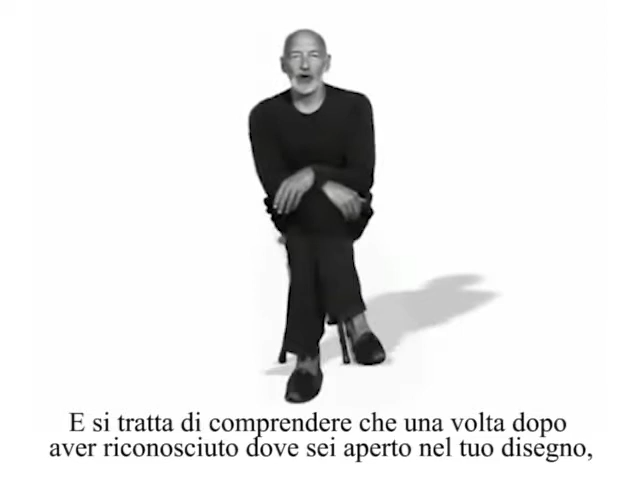 E si tratta di comprendere che una volta dopo
aver riconosciuto dove sei aperto nel tuo disegno,